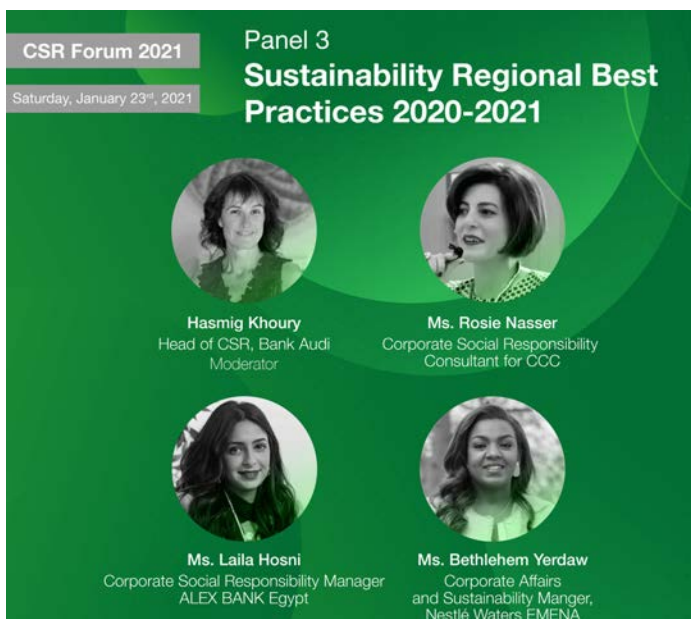 CSR Forum 2021
Saturday, January 23rd, 2021
Panel 3
Sustainability Regional Best
Practices 2020-2021
Hasmig Khoury
Head of CSR, Bank Audi
Moderator
Ms. Rosie Nasser
Corporate Social Responsibility
Consultant for CCC
Ms. Laila Hosni
Corporate Social Responsibility Manager
ALEX BANK Egypt
Ms. Bethlehem Yerdaw
Corporate Affairs
and Sustainability Manger,
Nestlé Waters EMENA